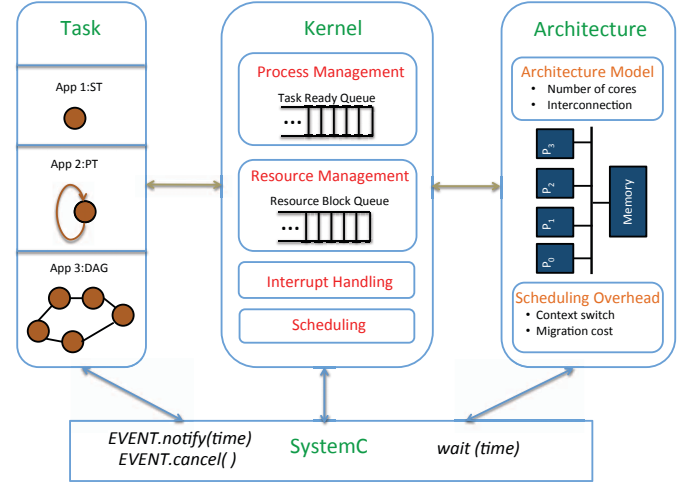 Task
App 1:ST
App 2:PT
App 3:DAG
Kernel
Process Management
Task Ready Queue
...
Resource Management
Resource Block Queue
...
Interrupt Handling
Scheduling
Architecture
Architecture Model
• Number of cores
• Interconnection
P3
P2
P1
P0
Memory
Scheduling Overhead
• Context switch
• Migration cost
EVENT.notify(time)
EVENT.cancel( )
SystemC
wait (time)